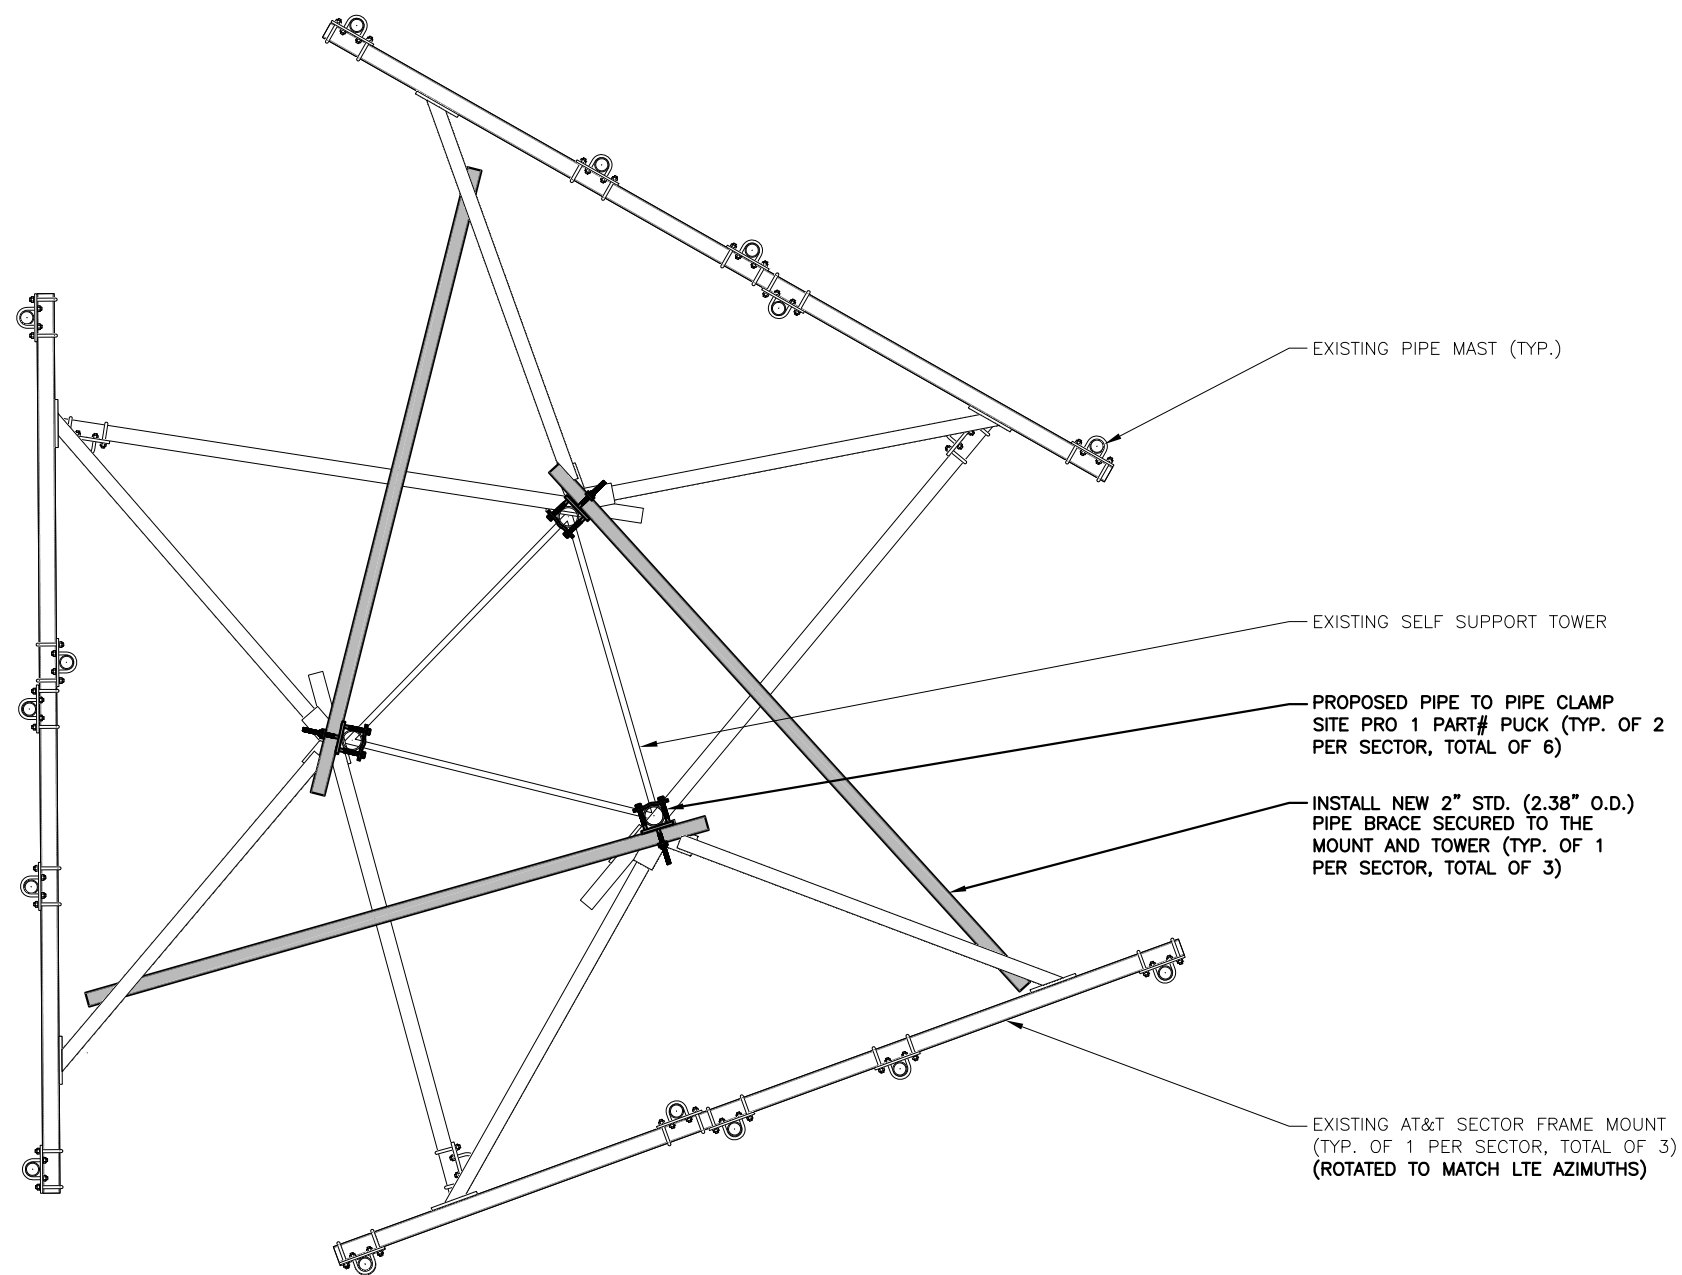 EXISTING PIPE MAST (TYP.)
EXISTING SELF SUPPORT TOWER
PROPOSED PIPE TO PIPE CLAMP
SITE PRO 1 PART# PUCK (TYP. OF 2
PER SECTOR, TOTAL OF 6)
INSTALL NEW 2” STD. (2.38” O.D.)
PIPE BRACE SECURED TO THE
MOUNT AND TOWER (TYP. OF 1
PER SECTOR, TOTAL OF 3)
EXISTING AT&T SECTOR FRAME MOUNT
(TYP. OF 1 PER SECTOR, TOTAL OF 3)
(ROTATED TO MATCH LTE AZIMUTHS)